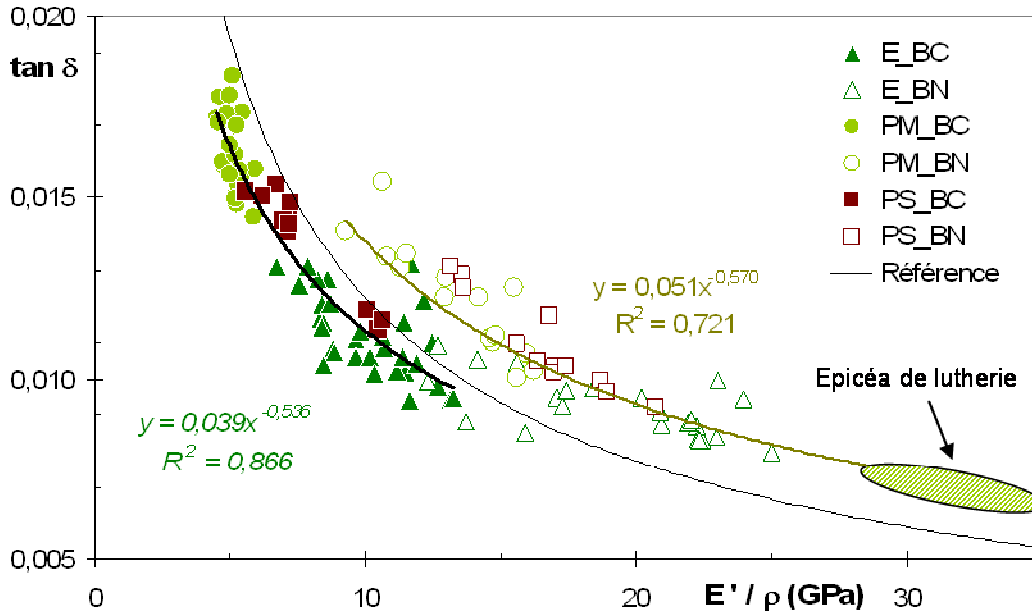 0,020
tan δ
0,015
0,010
0,005
0
10
20
30
E ' / ρ (GPa)
E_BC
E_BN
PM_BC
PM_BN
PS_BC
PS_BN
Référence
y = 0,051x^-0,570
R² = 0,721
Epicéa de lutherie
y = 0,039x^-0,536
R² = 0,866